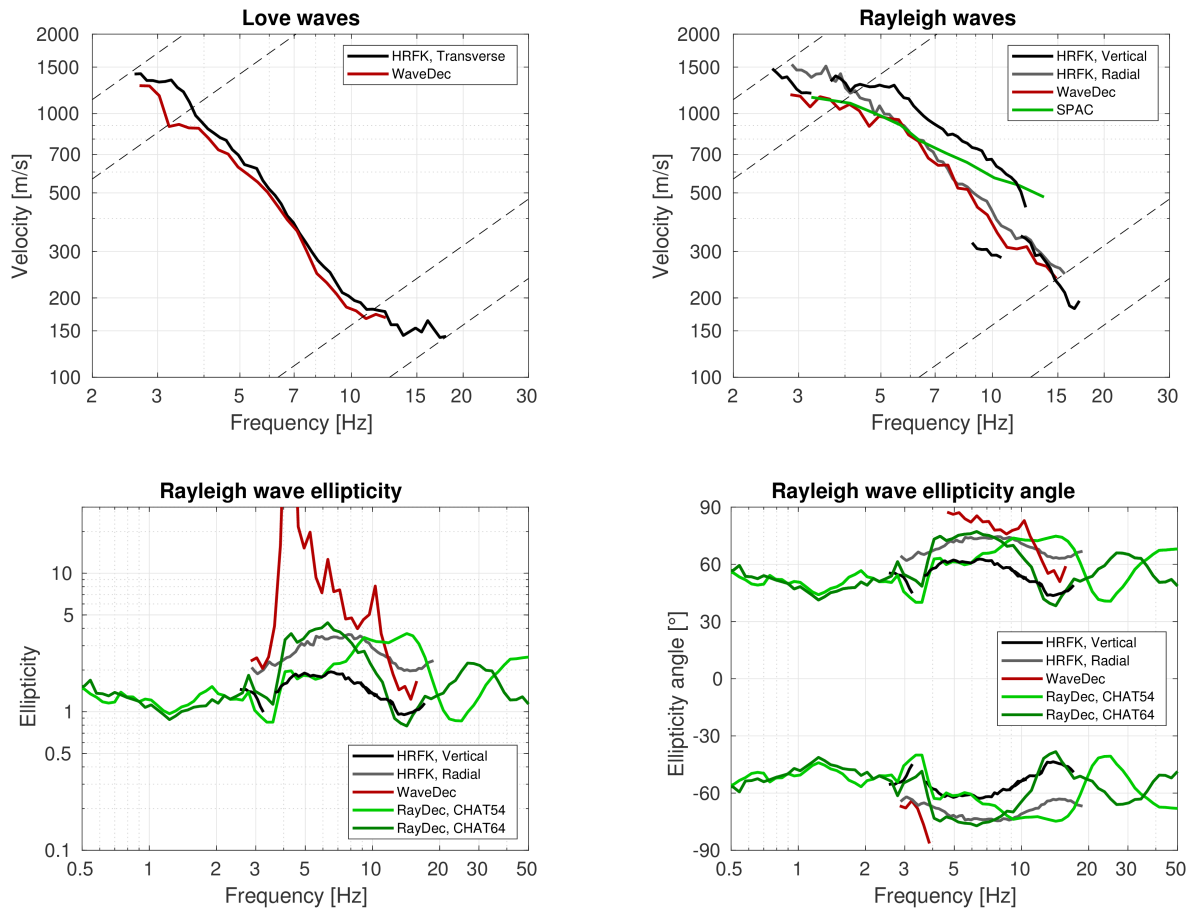 Love waves
2000
1500
1000
700
500
300
200
150
100
Velocity [m/s]
HRFK, Transverse
WaveDec
2 3 5 7 10 15 20 30
Frequency [Hz]
Rayleigh waves
2000
1500
1000
700
500
300
200
150
100
Velocity [m/s]
HRFK, Vertical
HRFK, Radial
WaveDec
SPAC
2 3 5 7 10 15 20 30
Frequency [Hz]
Rayleigh wave ellipticity
10
5
1
0.5
0.1
Ellipticity
HRFK, Vertical
HRFK, Radial
WaveDec
RayDec, CHAT54
RayDec, CHAT64
0.5 1 2 3 5 10 20 30 50
Frequency [Hz]
Rayleigh wave ellipticity angle
90
60
30
0
-30
-60
-90
Ellipticity angle [°]
HRFK, Vertical
HRFK, Radial
WaveDec
RayDec, CHAT54
RayDec, CHAT64
0.5 1 2 3 5 10 20 30 50
Frequency [Hz]